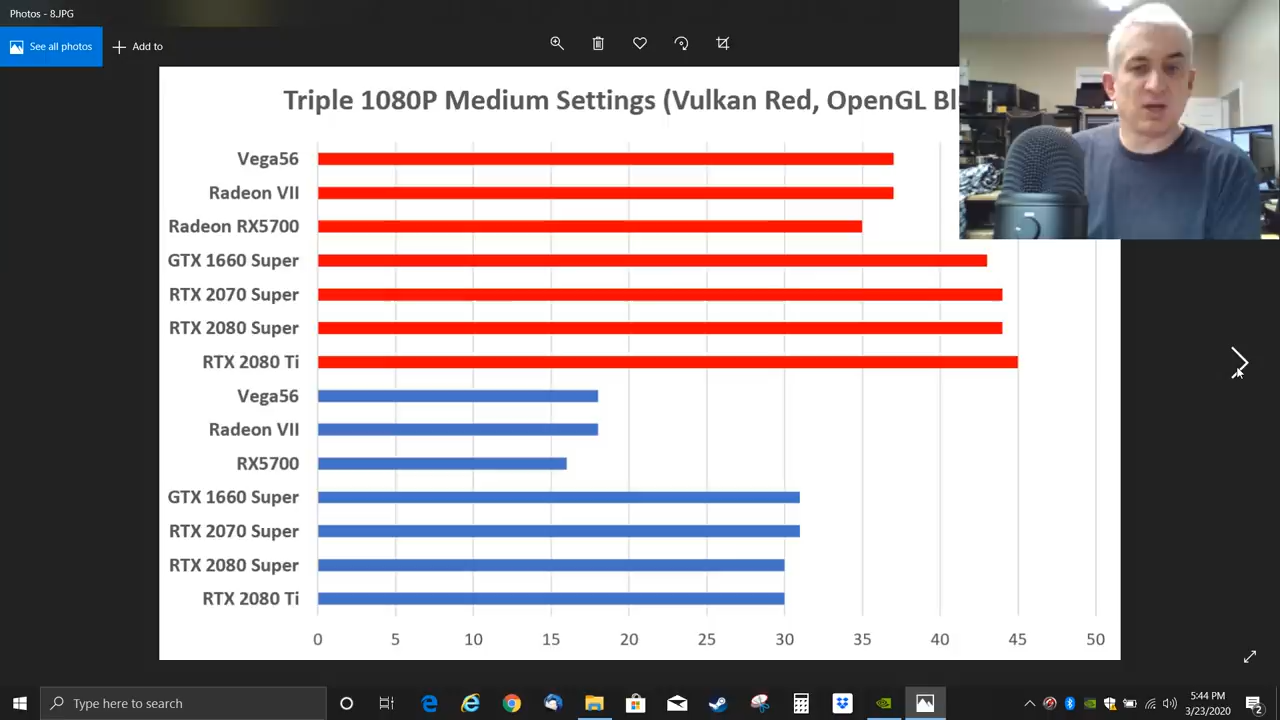 Photos - 8.JPG
See all photos
Add to
Triple 1080P Medium Settings (Vulkan Red, OpenGL
Vega56
Radeon VII
Radeon RX5700
GTX 1660 Super
RTX 2070 Super
RTX 2080 Super
RTX 2080 Ti
Vega56
Radeon VII
RX5700
GTX 1660 Super
RTX 2070 Super
RTX 2080 Super
RTX 2080 Ti
0 5 10 15 20 25 30 35 40 45 50
Type here to search
5:44 PM
3/23/2020
2